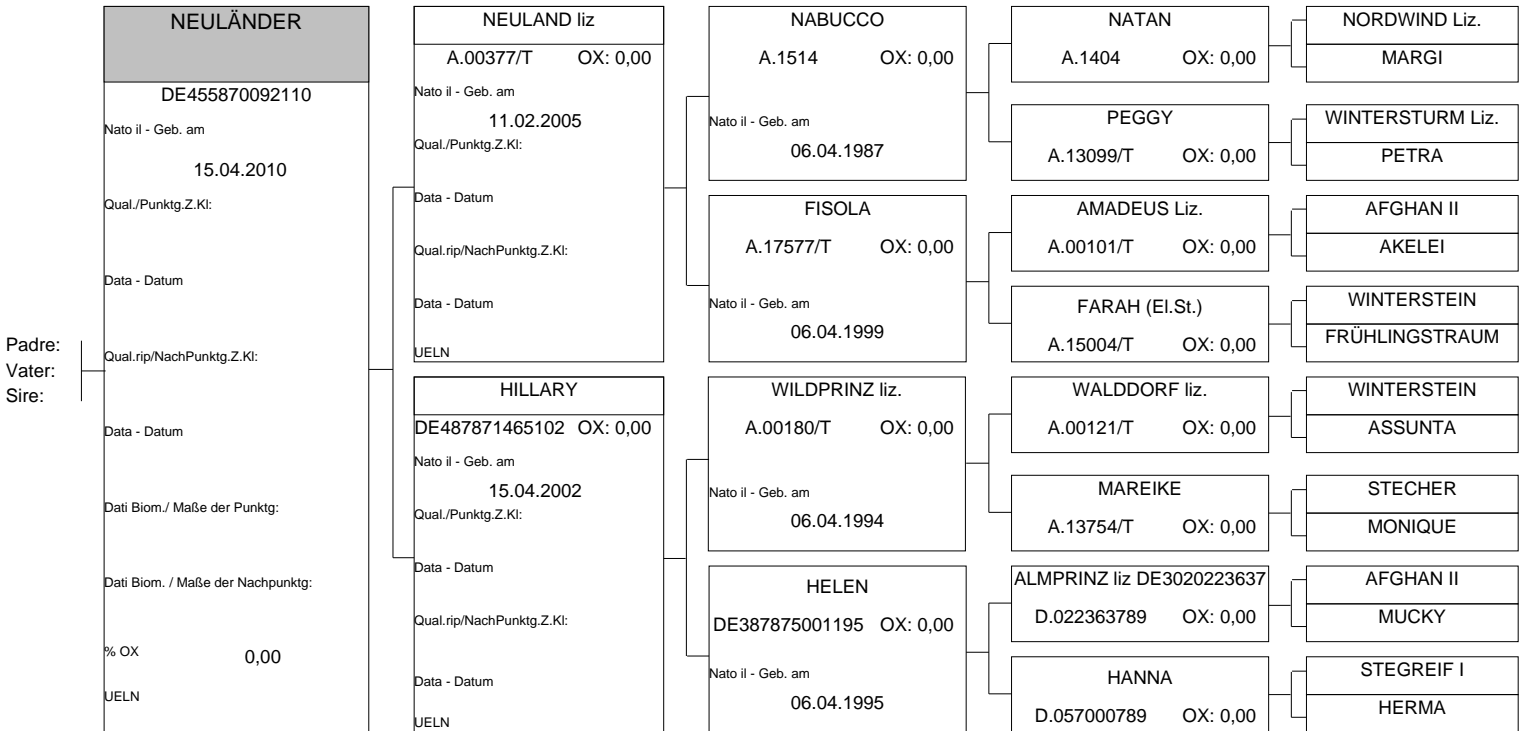 Padre:
Vater:
Sire:
NEULÄNDER
DE455870092110
Nato il - Geb. am
15.04.2010
Qual./Punktg.Z.Kl:
Data - Datum
Qual.rip/NachPunktg.Z.Kl:
Data - Datum
Dati Biom./ Maße der Punktg:
Dati Biom. / Maße der Nachpunktg:
% OX 0,00
UELN
NEULAND liz
A.00377/T OX: 0,00
Nato il - Geb. am
11.02.2005
Qual./Punktg.Z.Kl:
Data - Datum
Qual.rip/NachPunktg.Z.Kl:
Data - Datum
UELN
HILLARY
DE487871465102 OX: 0,00
Nato il - Geb. am
15.04.2002
Qual./Punktg.Z.Kl:
Data - Datum
Qual.rip/NachPunktg.Z.Kl:
Data - Datum
UELN
NABUCCO
A.1514 OX: 0,00
Nato il - Geb. am
06.04.1987
FISOLA
A.17577/T OX: 0,00
Nato il - Geb. am
06.04.1999
WILDPRINZ liz.
A.00180/T OX: 0,00
Nato il - Geb. am
06.04.1994
HELEN
DE387875001195 OX: 0,00
Nato il - Geb. am
06.04.1995
NATAN
A.1404 OX: 0,00
PEGGY
A.13099/T OX: 0,00
AMADEUS Liz.
A.00101/T OX: 0,00
FARAH (El.St.)
A.15004/T OX: 0,00
WALDDORF liz.
A.00121/T OX: 0,00
MAREIKE
A.13754/T OX: 0,00
ALMPRINZ liz DE3020223637
D.022363789 OX: 0,00
HANNA
D.057000789 OX: 0,00
NORDWIND Liz.
MARGI
WINTERSTURM Liz.
PETRA
AFGHAN II
AKELEI
WINTERSTEIN
FRÜHLINGSTRAUM
WINTERSTEIN
ASSUNTA
STECHER
MONIQUE
AFGHAN II
MUCKY
STEGREIF I
HERMA